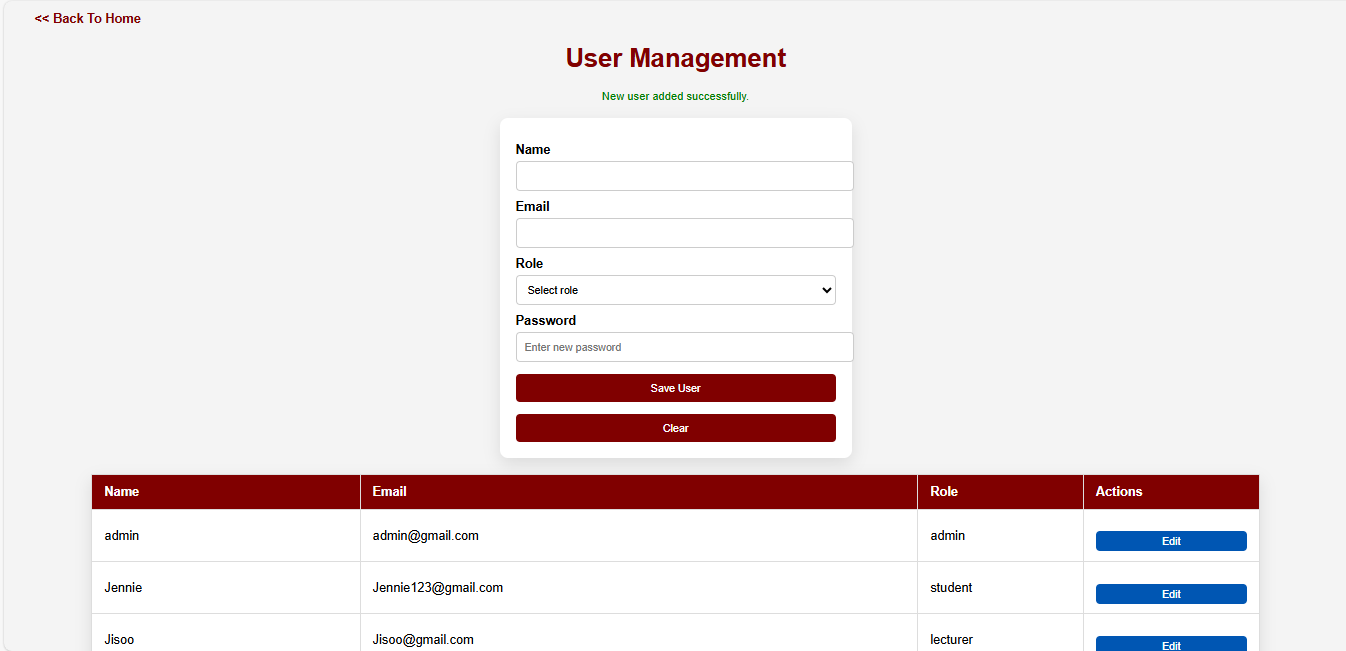 << Back To Home
User Management
New user added successfully.
Name
Email
Role
Select role
Password
Enter new password
Save User
Clear
Name Email Role Actions
admin admin@gmail.com admin Edit
Jennie Jennie123@gmail.com student Edit
Jisoo Jisoo@gmail.com lecturer Edit